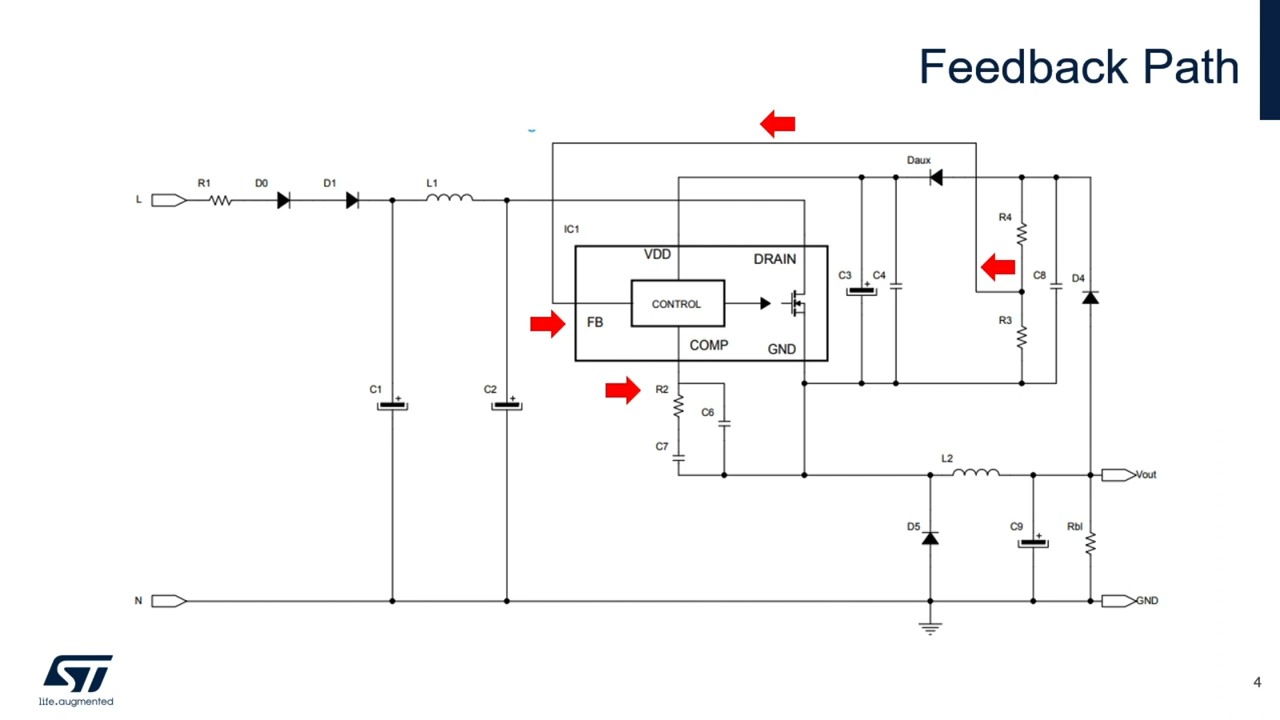 Feedback Path
Daux
R1
D0
D1
L1
L
R4
IC1
VDD
DRAIN
C3
C4
C8
D4
CONTROL
FB
R3
COMP
GND
C1
C2
R2
C6
C7
L2
Vout
D5
C9
Rbl
N
GND
ST
life.augmented
4